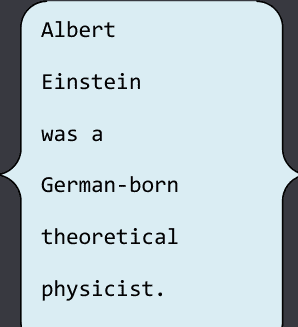 Albert
Einstein
was a
German-born
theoretical
physicist.